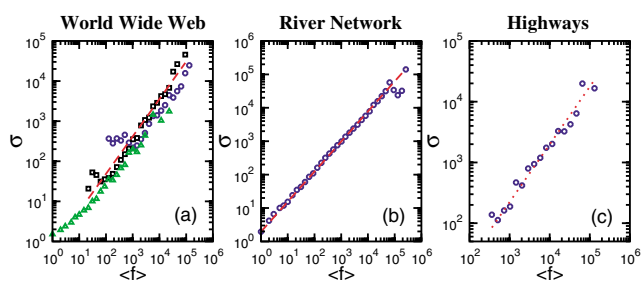 World Wide Web River Network Highways
10^5 10^5 10^5
10^4 10^4
10^4
σ 10^3 σ 10^3 σ
10^2 10^2 10^3
10^1 10^1
(a) (b) 10^2 (c)
10^0 10^0
10^0 10^1 10^2 10^3 10^4 10^5 10^6 10^0 10^1 10^2 10^3 10^4 10^5 10^6 10^2 10^3 10^4 10^5 10^6
<f> <f> <f>